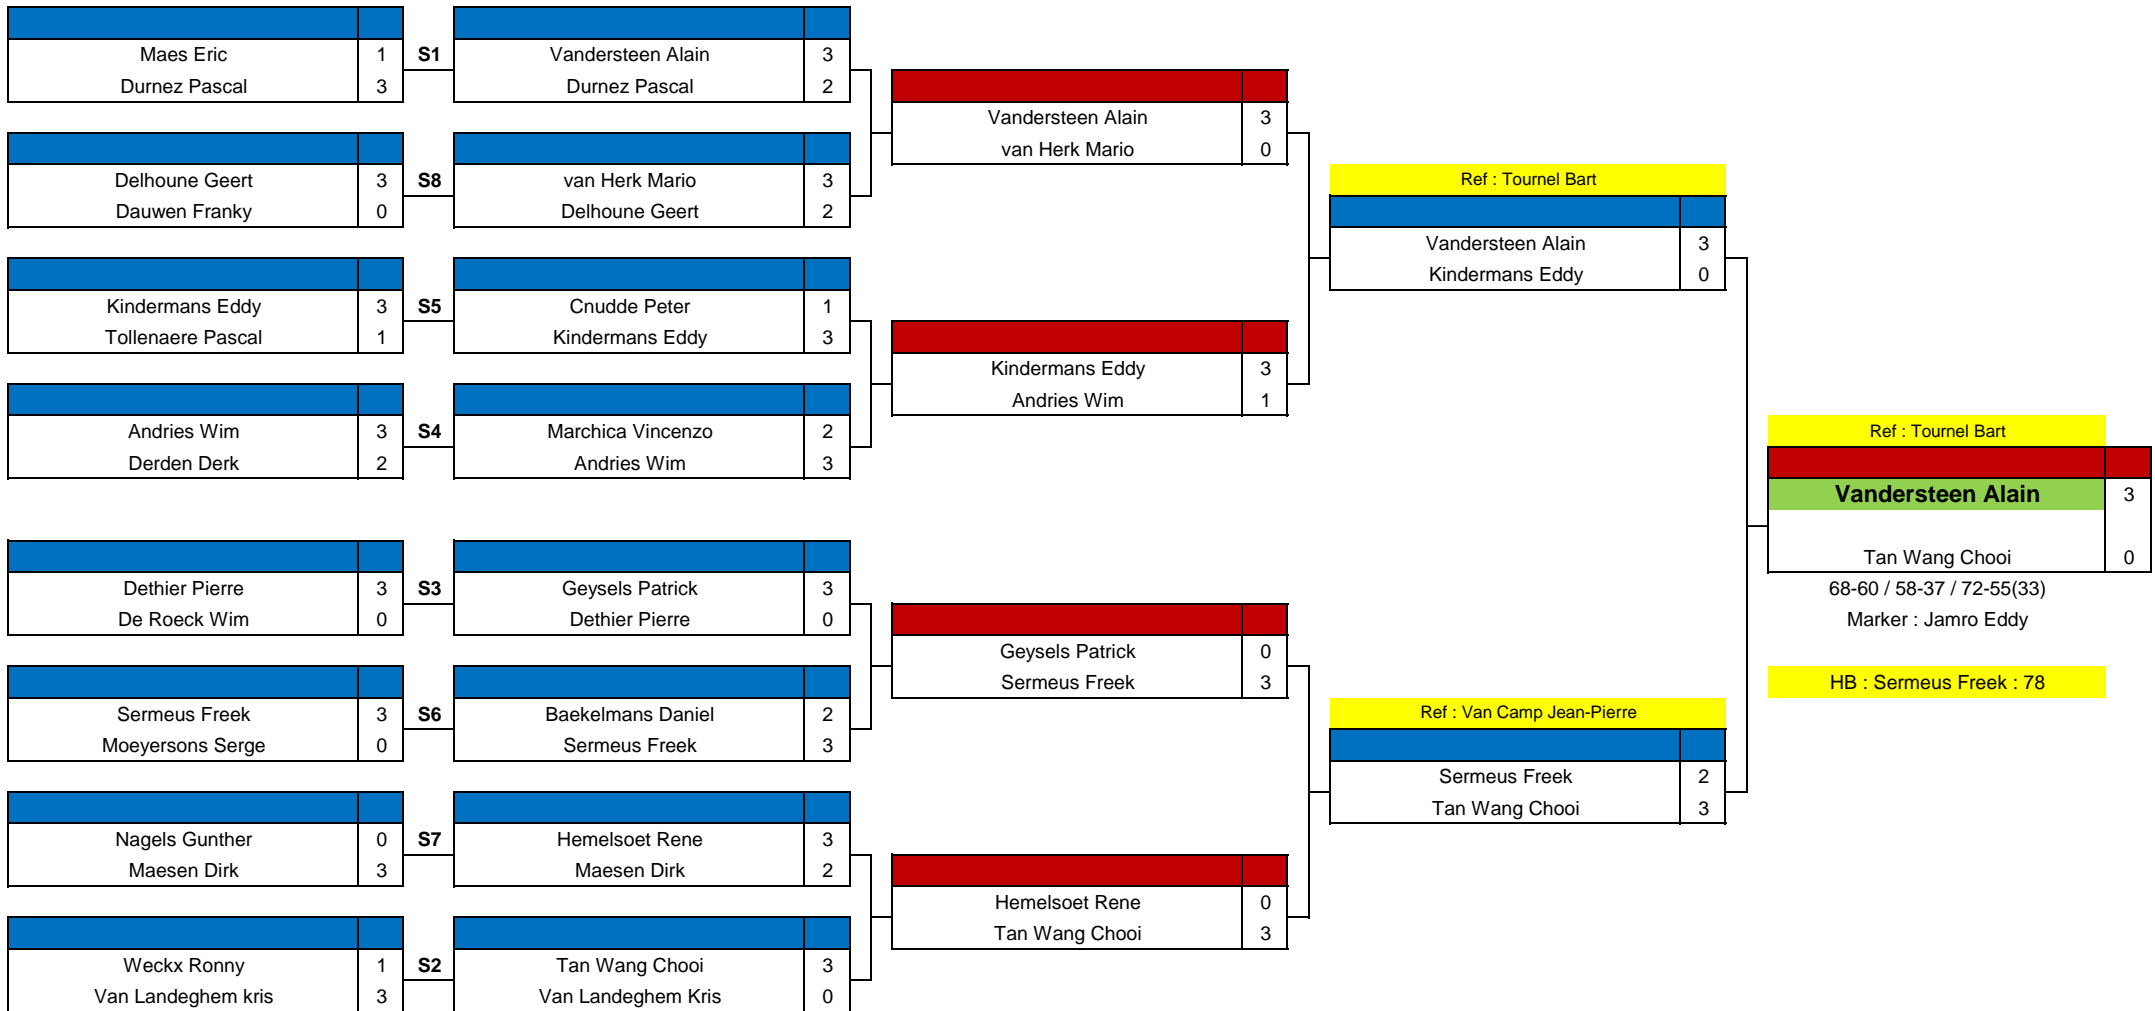 Maes Eric 1 S1 Vandersteen Alain 3
Durnez Pascal 3 Durnez Pascal 2
Vandersteen Alain 3
van Herk Mario 0
Delhoune Geert 3 S8 van Herk Mario 3 Ref : Tournel Bart
Dauwen Franky 0 Delhoune Geert 2
Vandersteen Alain 3
Kindermans Eddy 0
Kindermans Eddy 3 S5 Cnudde Peter 1
Tollenaere Pascal 1 Kindermans Eddy 3
Kindermans Eddy 3
Andries Wim 1
Andries Wim 3 S4 Marchica Vincenzo 2 Ref : Tournel Bart
Derden Derk 2 Andries Wim 3
Vandersteen Alain 3
Tan Wang Chooi 0
Dethier Pierre 3 S3 Geysels Patrick 3 68-60 / 58-37 / 72-55(33)
De Roeck Wim 0 Dethier Pierre 0 Marker : Jamro Eddy
Geysels Patrick 0
Sermeus Freek 3 HB : Sermeus Freek : 78
Sermeus Freek 3 S6 Baekelmans Daniel 2 Ref : Van Camp Jean-Pierre
Moeyersons Serge 0 Sermeus Freek 3
Sermeus Freek 2
Tan Wang Chooi 3
Nagels Gunther 0 S7 Hemelsoet Rene 3
Maesen Dirk 3 Maesen Dirk 2
Hemelsoet Rene 0
Tan Wang Chooi 3
Weckx Ronny 1 S2 Tan Wang Chooi 3
Van Landeghem kris 3 Van Landeghem Kris 0